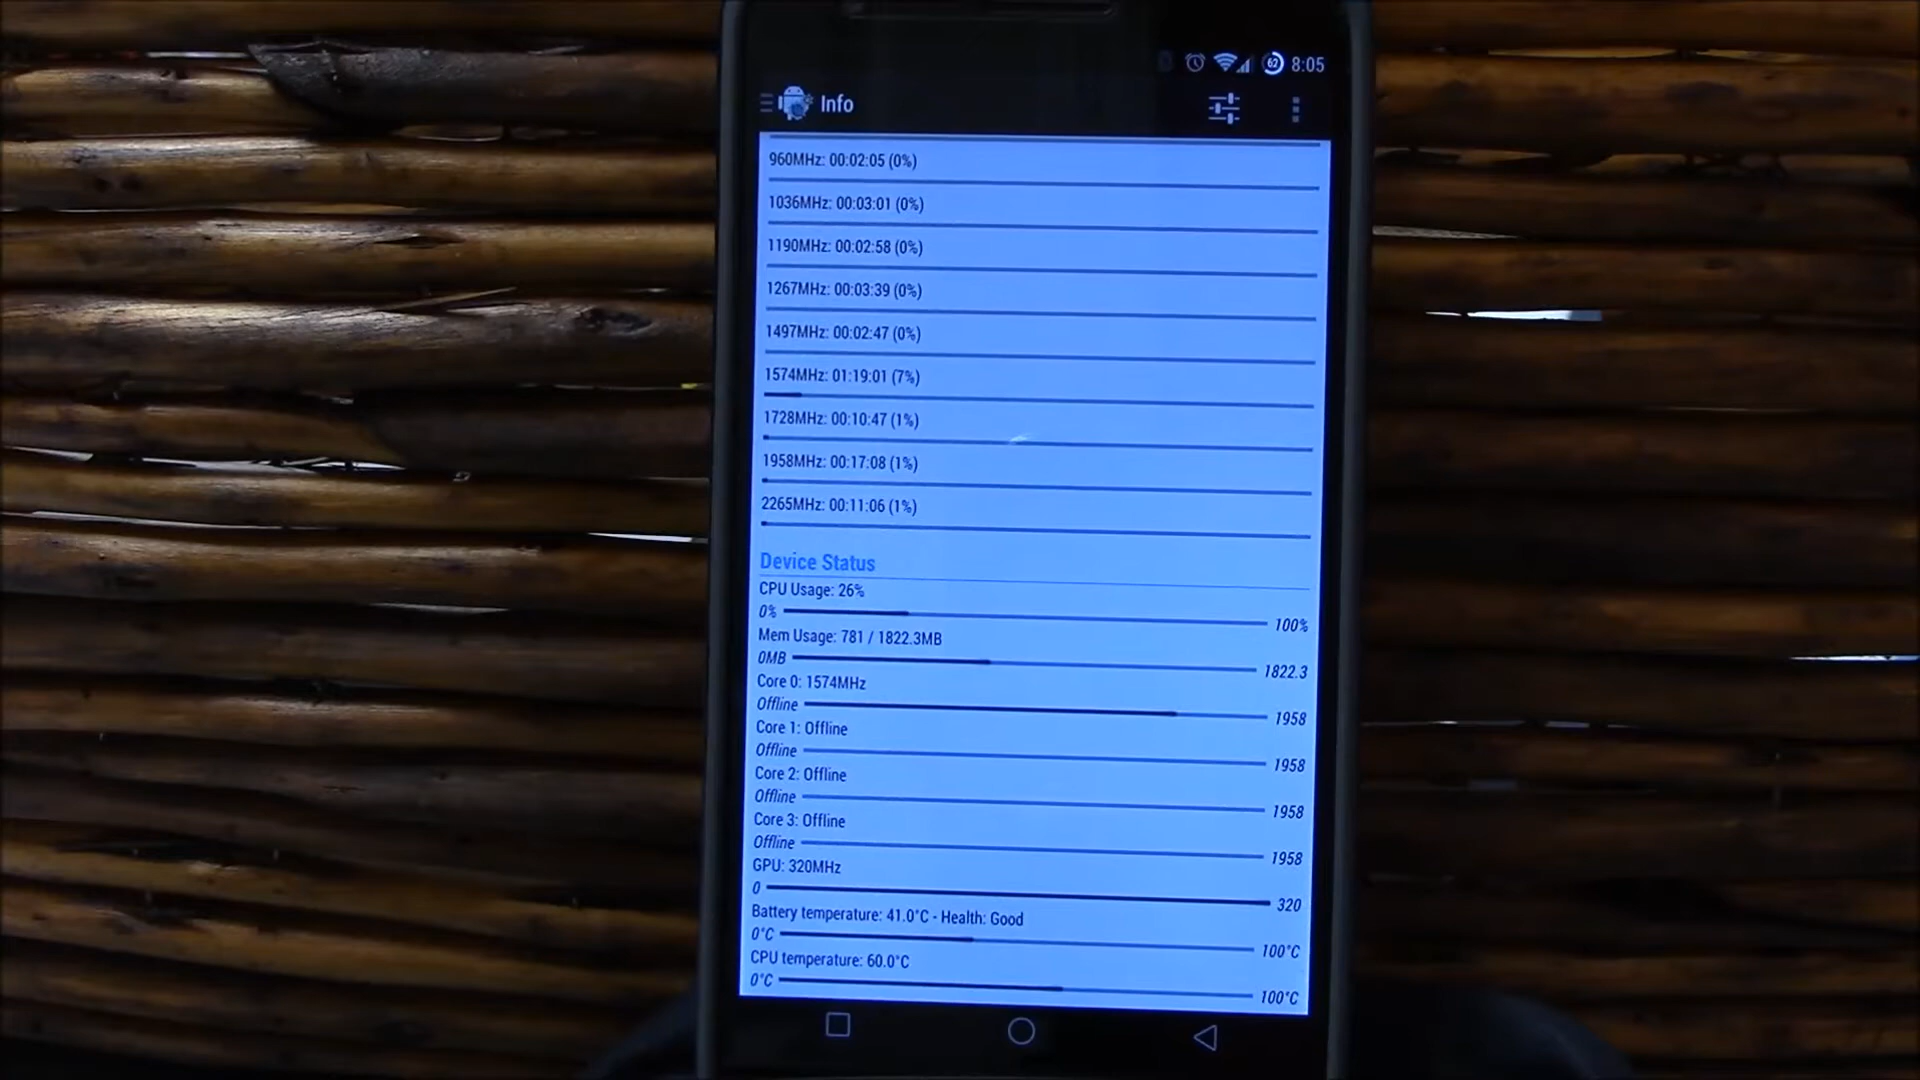 62 8:05
Info
960MHz: 00:02:05 (0%)
1036MHz: 00:03:01 (0%)
1190MHz: 00:02:58 (0%)
1267MHz: 00:03:39 (0%)
1497MHz: 00:02:47 (0%)
1574MHz: 01:19:01 (7%)
1728MHz: 00:10:47 (1%)
1958MHz: 00:17:08 (1%)
2265MHz: 00:11:06 (1%)
Device Status
CPU Usage: 26%
0% 100%
Mem Usage: 781 / 1822.3MB
0MB 1822.3
Core 0: 1574MHz
Offline 1958
Core 1: Offline
Offline 1958
Core 2: Offline
Offline 1958
Core 3: Offline
Offline 1958
GPU: 320MHz
0 320
Battery temperature: 41.0°C - Health: Good
0°C 100°C
CPU temperature: 60.0°C
0°C 100°C